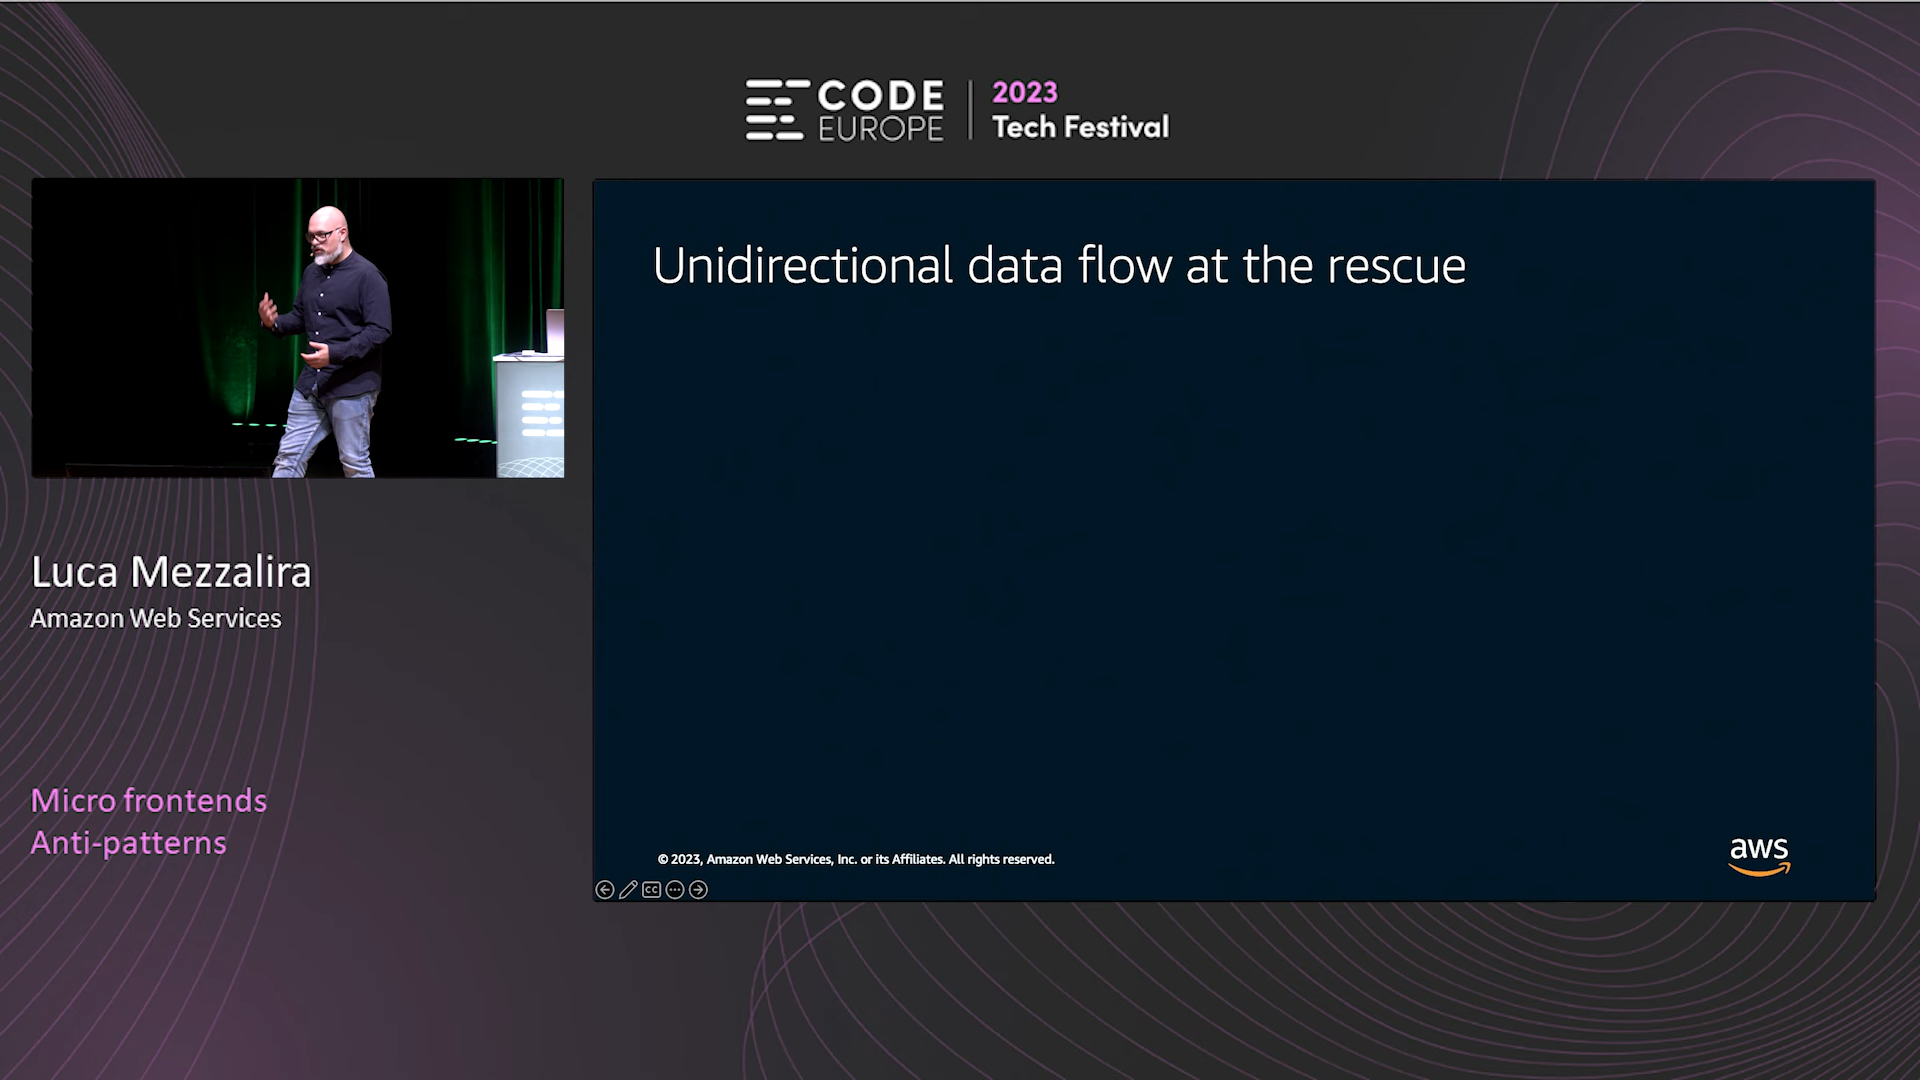 CODE
EUROPE
2023
Tech Festival
Unidirectional data flow at the rescue
Luca Mezzalira
Amazon Web Services
Micro frontends
Anti-patterns
© 2023, Amazon Web Services, Inc. or its Affiliates. All rights reserved.
aws
CC